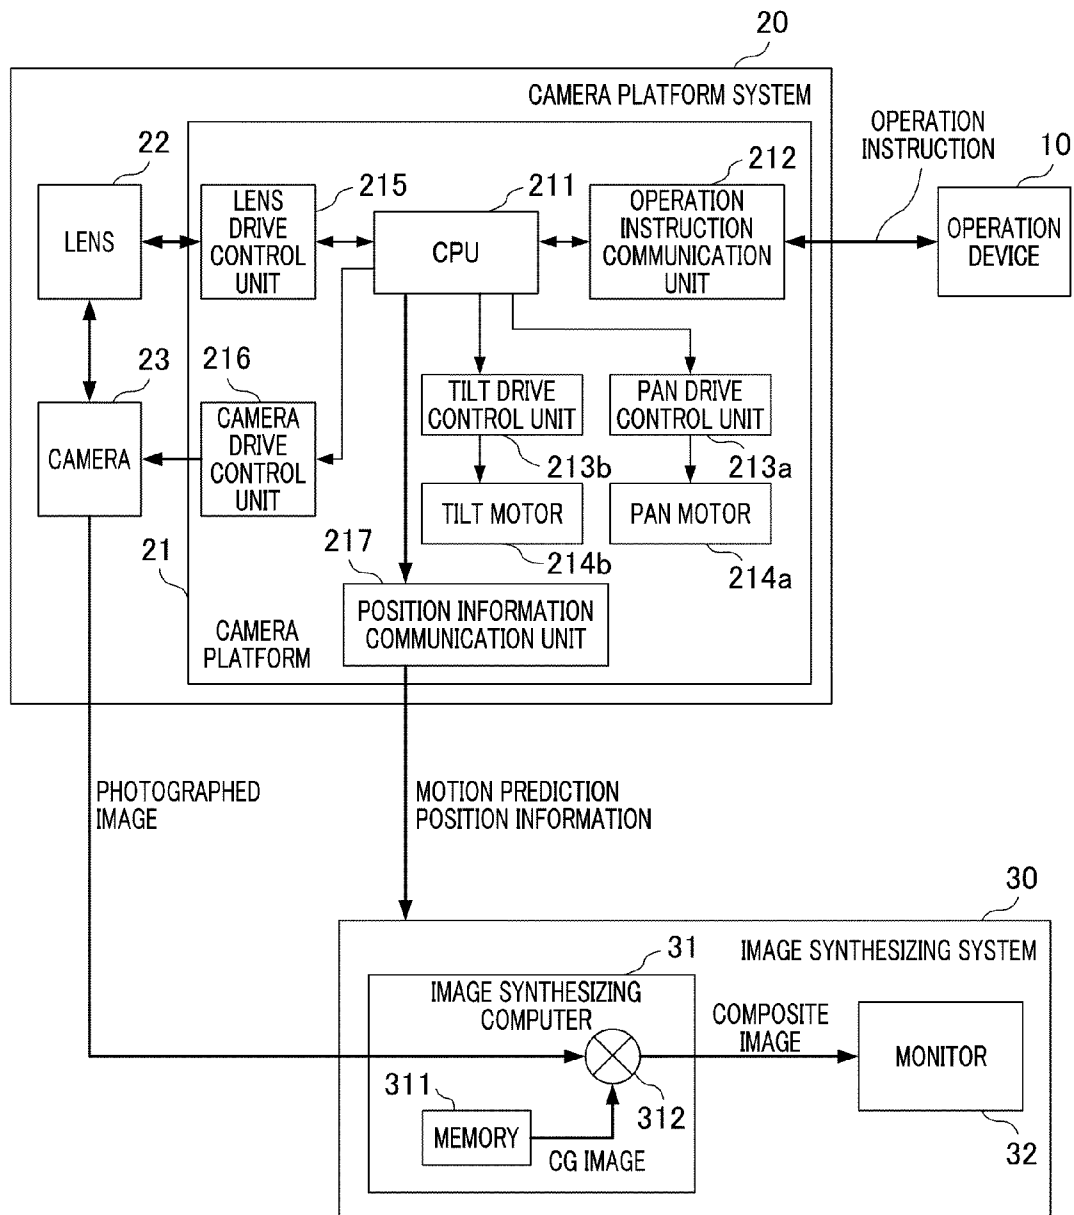 20
CAMERA PLATFORM SYSTEM
OPERATION
INSTRUCTION
22
215
211
212
10
LENS
LENS
DRIVE
CONTROL
UNIT
CPU
OPERATION
INSTRUCTION
COMMUNICATION
UNIT
OPERATION
DEVICE
23
216
CAMERA
CAMERA
DRIVE
CONTROL
UNIT
TILT DRIVE
CONTROL UNIT
PAN DRIVE
CONTROL UNIT
213b
213a
TILT MOTOR
PAN MOTOR
21
217
214b
214a
POSITION INFORMATION
COMMUNICATION UNIT
CAMERA
PLATFORM
PHOTOGRAPHED
IMAGE
MOTION PREDICTION
POSITION INFORMATION
30
IMAGE SYNTHESIZING SYSTEM
31
IMAGE SYNTHESIZING
COMPUTER
COMPOSITE
IMAGE
MONITOR
311
312
MEMORY
CG IMAGE
32